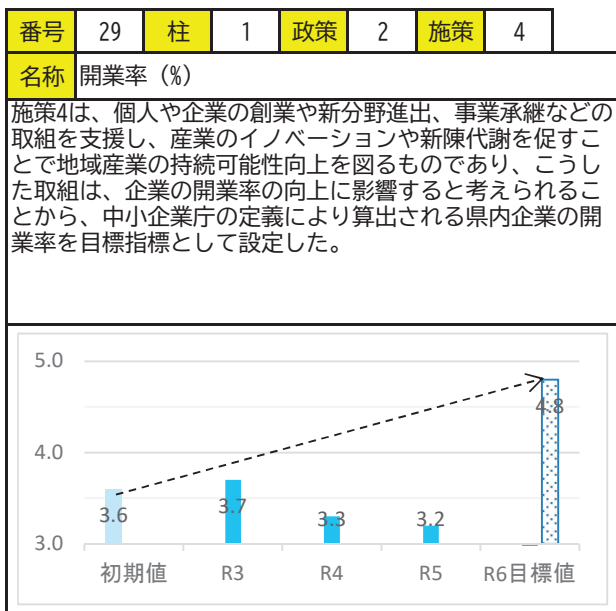 番号 29 柱 1 政策 2 施策 4
名称 開業率（%）
施策4は、個人や企業の創業や新分野進出、事業承継などの
取組を支援し、産業のイノベーションや新陳代謝を促すこ
とで地域産業の持続可能性向上を図るものであり、こうし
た取組は、企業の開業率の向上に影響すると考えられるこ
とから、中小企業庁の定義により算出される県内企業の開
業率を目標指標として設定した。
5.0
4.8
4.0
3.6 3.7 3.3 3.2
3.0
初期値 R3 R4 R5 R6目標値